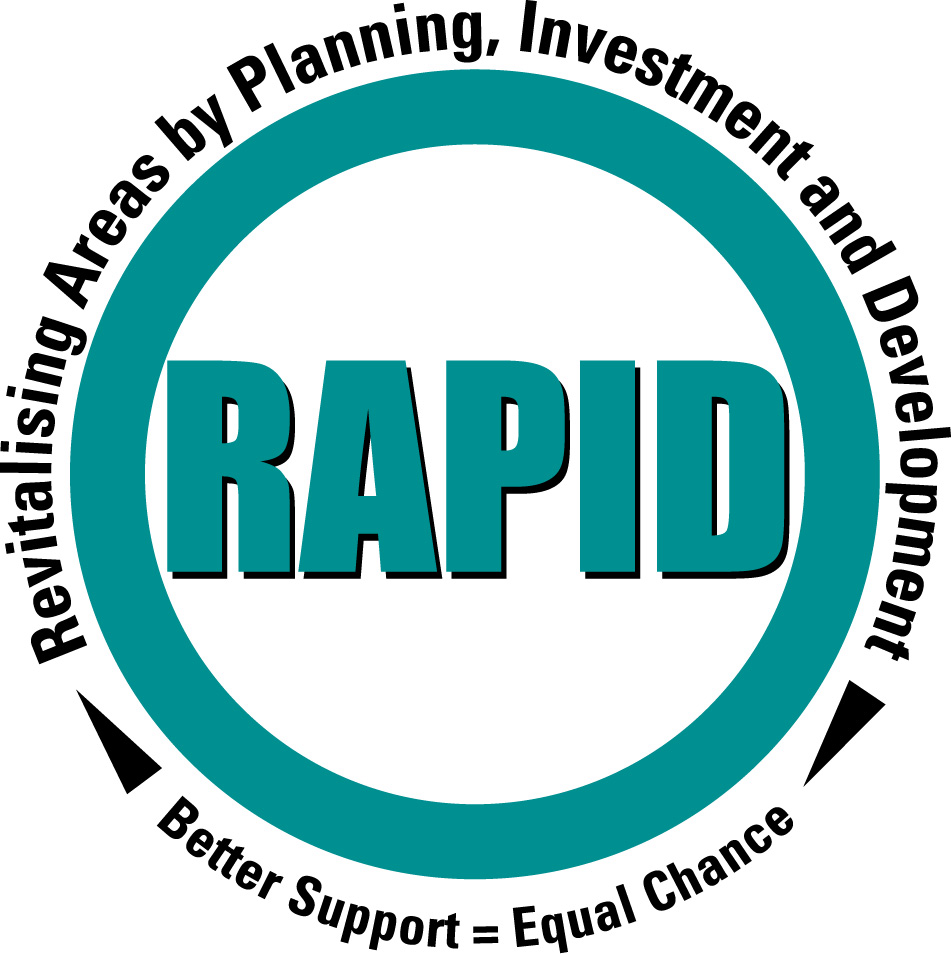 Revitalising Areas by Planning, Investment and Development
RAPID
Better Support = Equal Chance